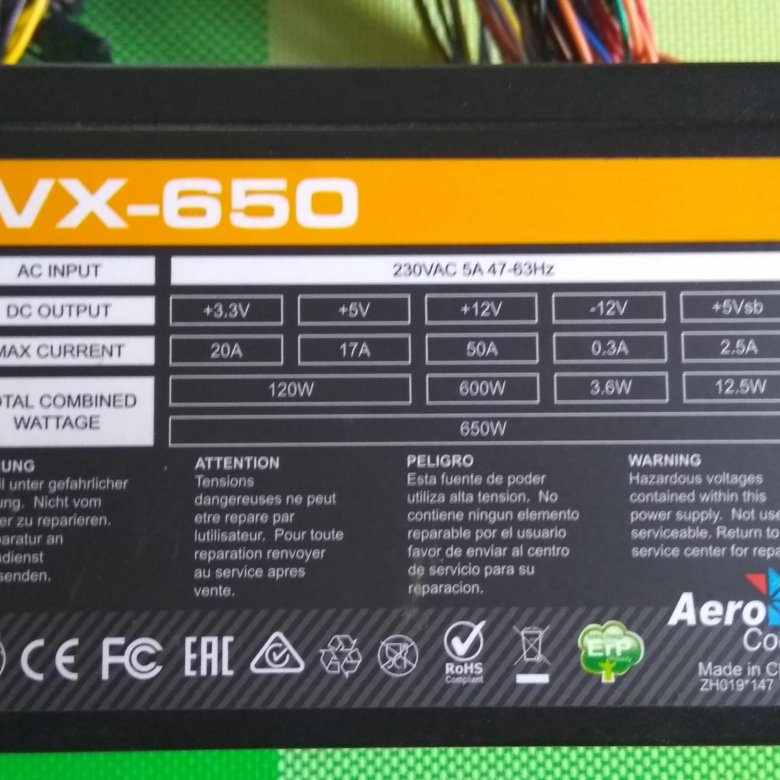 VX-650
AC INPUT 230VAC 5A 47-63Hz
DC OUTPUT +3.3V +5V +12V -12V +5Vsb
MAX CURRENT 20A 17A 50A 0.3A 2.5A
TOTAL COMBINED WATTAGE 120W 600W 3.6W 12.5W
650W
UNG
l unter gefahrlicher
ung. Nicht vom
er zu reparieren.
paratur an
dienst
senden.
ATTENTION
Tensions
dangereuses ne peut
etre repare par
lutilisateur. Pour toute
reparation renvoyer
au service apres
vente.
PELIGRO
Esta fuente de poder
utiliza alta tension. No
contiene ningun elemento
reparable por el usuario
favor de enviar al centro
de servicio para su
reparacion.
WARNING
Hazardous voltages
contained within this
power supply. Not use
serviceable. Return to
service center for repa
CE FC EAC
RoHS
Compliant
ErP
Aero
Coo
Made in C
ZH019*147